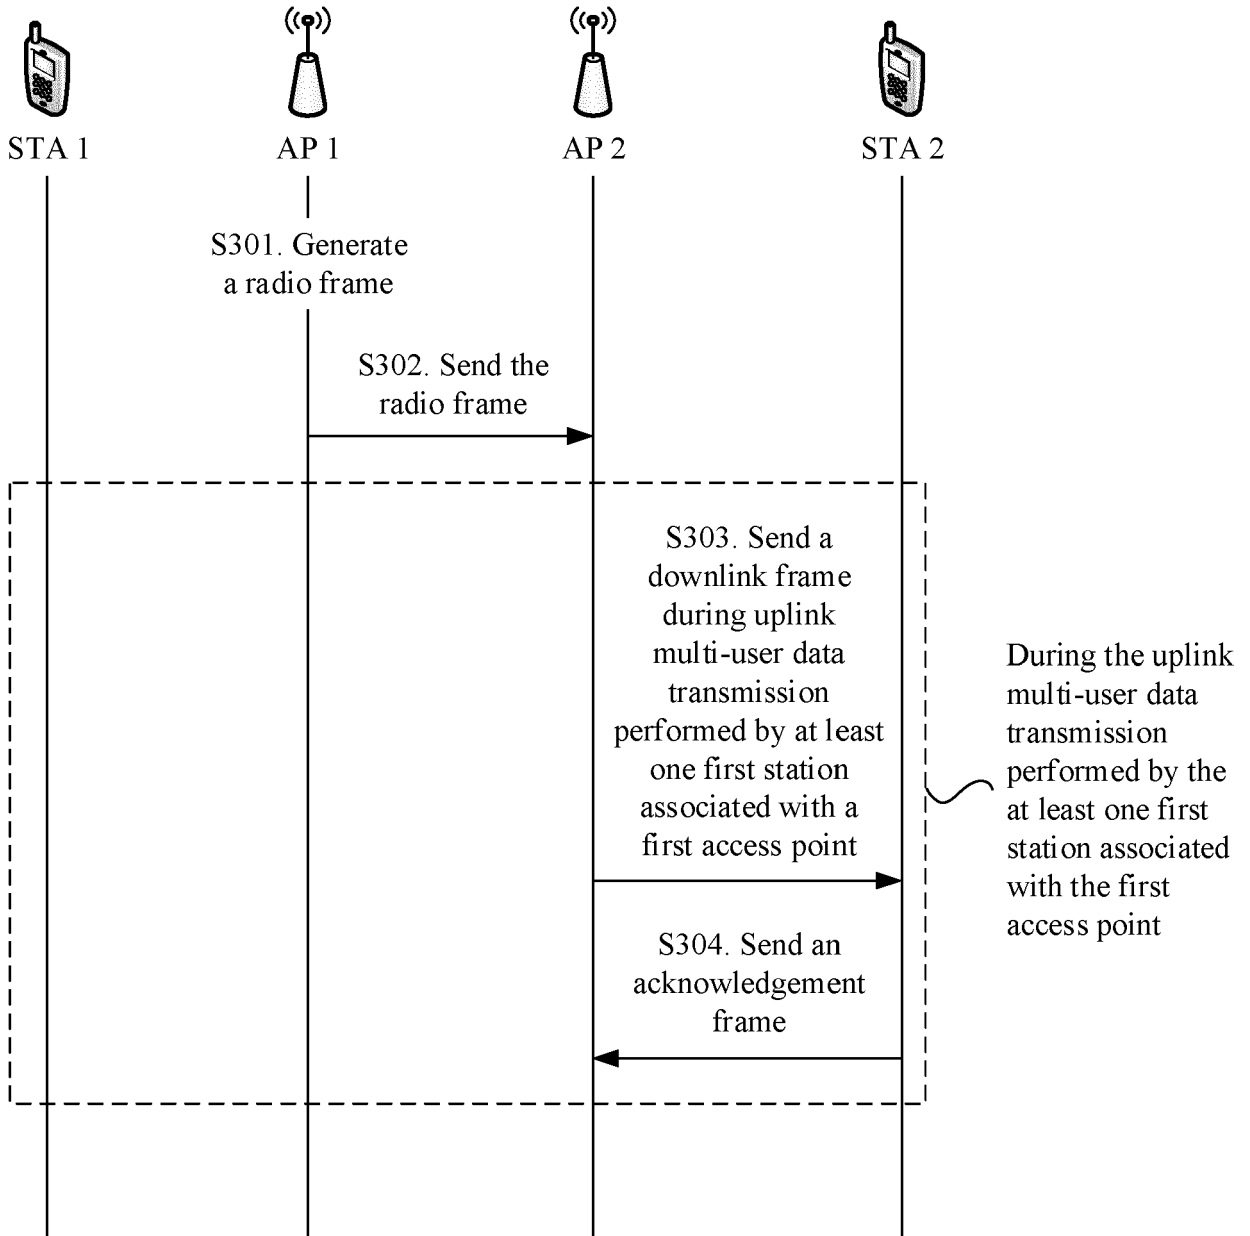 STA 1
AP 1
AP 2
STA 2
S301. Generate
a radio frame
S302. Send the
radio frame
S303. Send a
downlink frame
during uplink
multi-user data
transmission
performed by at least
one first station
associated with a
first access point
During the uplink
multi-user data
transmission
performed by the
at least one first
station associated
with the first
access point
S304. Send an
acknowledgement
frame